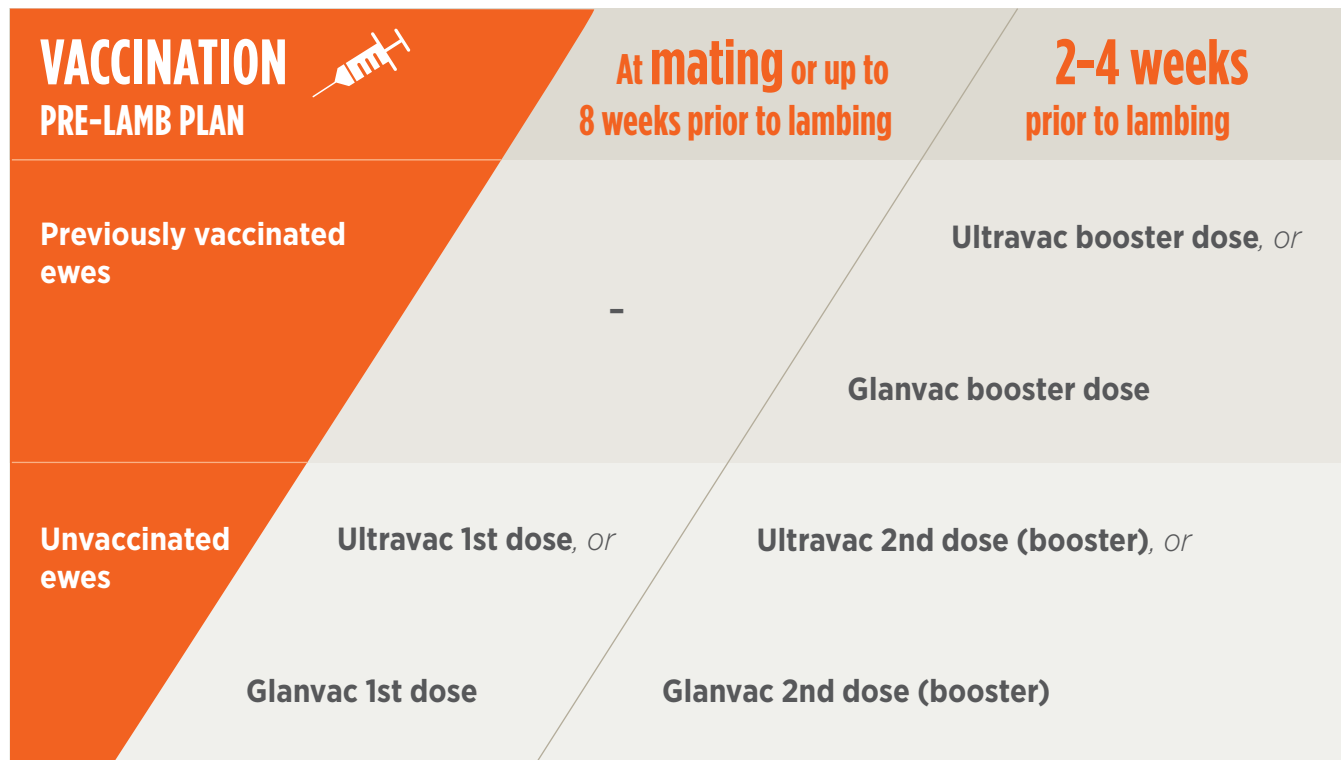 VACCINATION
PRE-LAMB PLAN
At mating or up to
8 weeks prior to lambing
2-4 weeks
prior to lambing
Previously vaccinated
ewes
–
Ultravac booster dose, or
Glanvac booster dose
Unvaccinated
ewes
Ultravac 1st dose, or
Ultravac 2nd dose (booster), or
Glanvac 1st dose
Glanvac 2nd dose (booster)